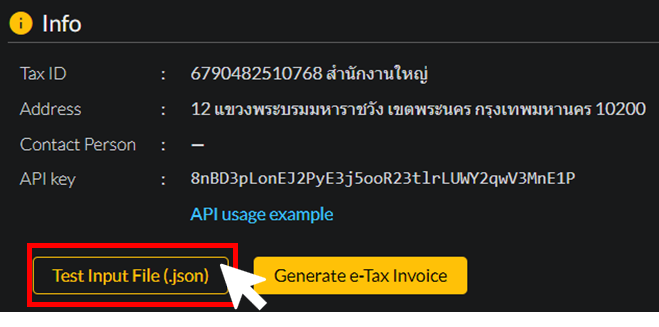 Info
Tax ID : 6790482510768 สำนักงานใหญ่
Address : 12 แขวงพระบรมมหาราชวัง เขตพระนคร กรุงเทพมหานคร 10200
Contact Person : —
API key : 8nBD3pLonEJ2PyE3j5ooR23tlrLUWY2qwV3MnE1P
API usage example
Test Input File (.json) Generate e-Tax Invoice